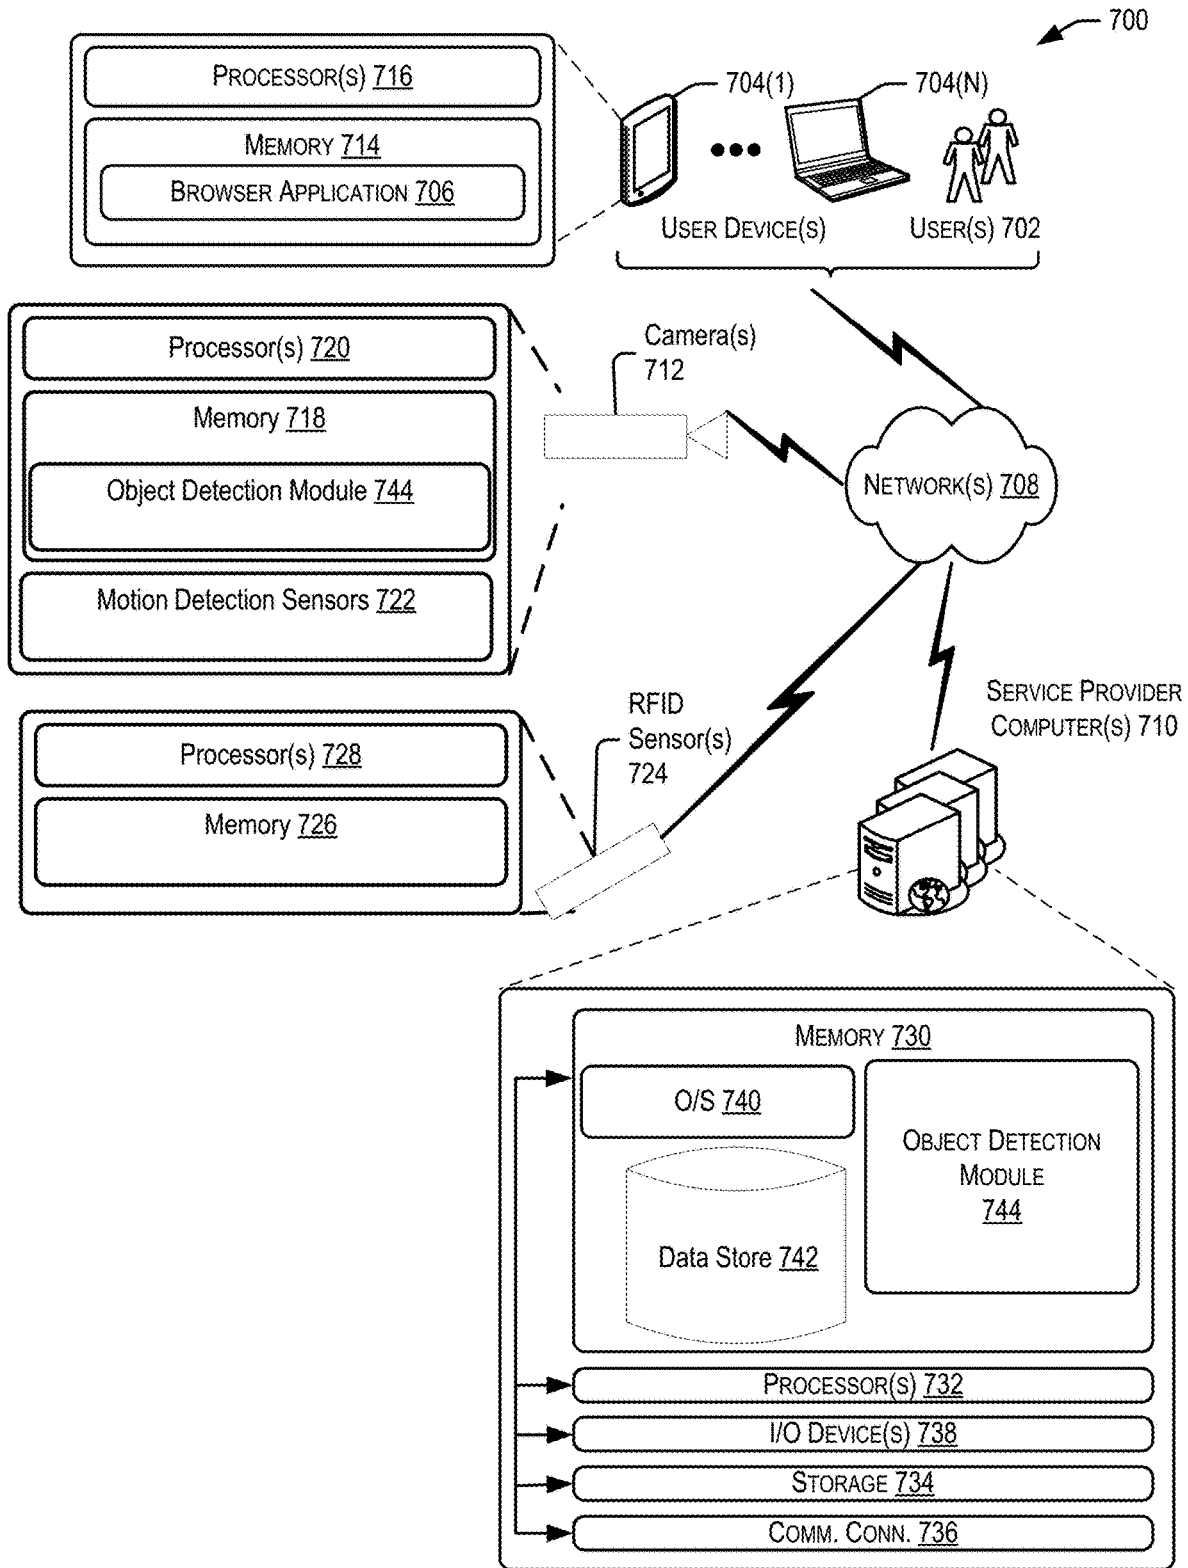 700
PROCESSOR(S) 716
MEMORY 714
BROWSER APPLICATION 706
704(1)
704(N)
USER DEVICE(S)
USER(S) 702
Processor(s) 720
Memory 718
Object Detection Module 744
Motion Detection Sensors 722
Camera(s)
712
NETWORK(S) 708
Processor(s) 728
Memory 726
RFID
Sensor(s)
724
SERVICE PROVIDER
COMPUTER(S) 710
MEMORY 730
O/S 740
Data Store 742
OBJECT DETECTION
MODULE
744
PROCESSOR(S) 732
I/O DEVICE(S) 738
STORAGE 734
COMM. CONN. 736